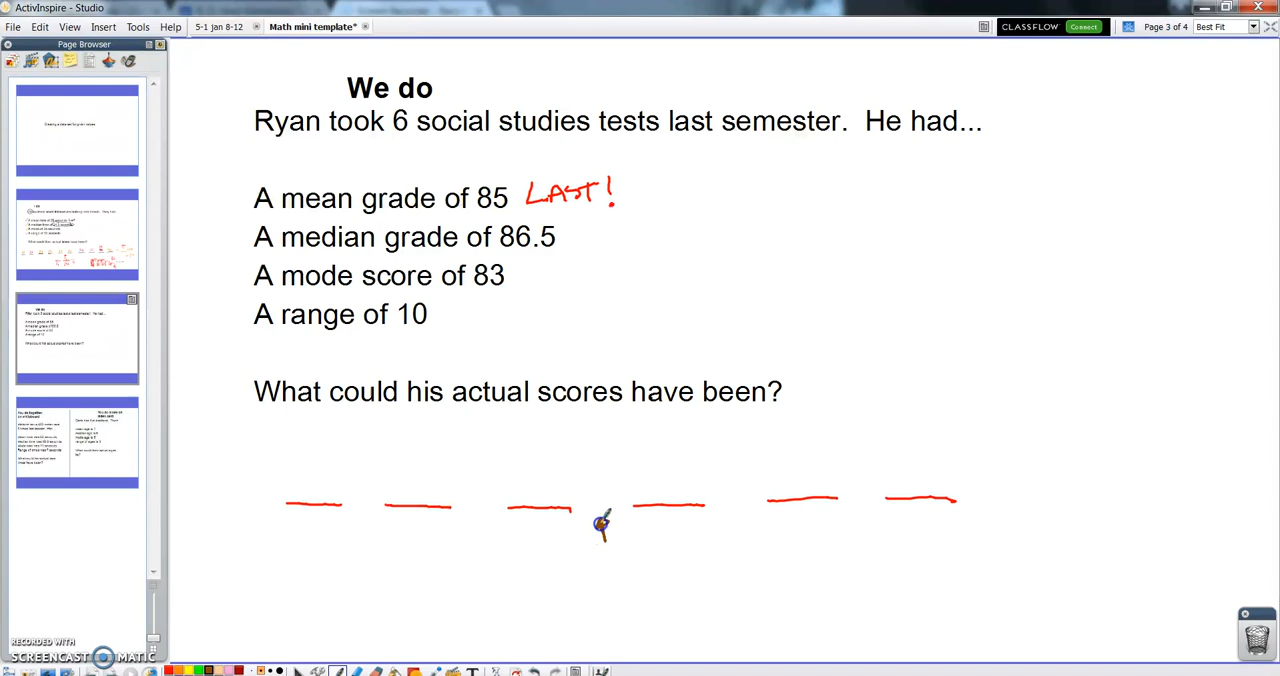 ActivInspire - Studio
File Edit View Insert Tools Help 5-1 jan 8-12 Math mini template* CLASSFLOW Connect Page 3 of 4 Best Fit
Page Browser
We do
Ryan took 6 social studies tests last semester. He had...
A mean grade of 85 LAST!
A median grade of 86.5
A mode score of 83
A range of 10
What could his actual scores have been?
RECORDED WITH
SCREENCAST MATIC